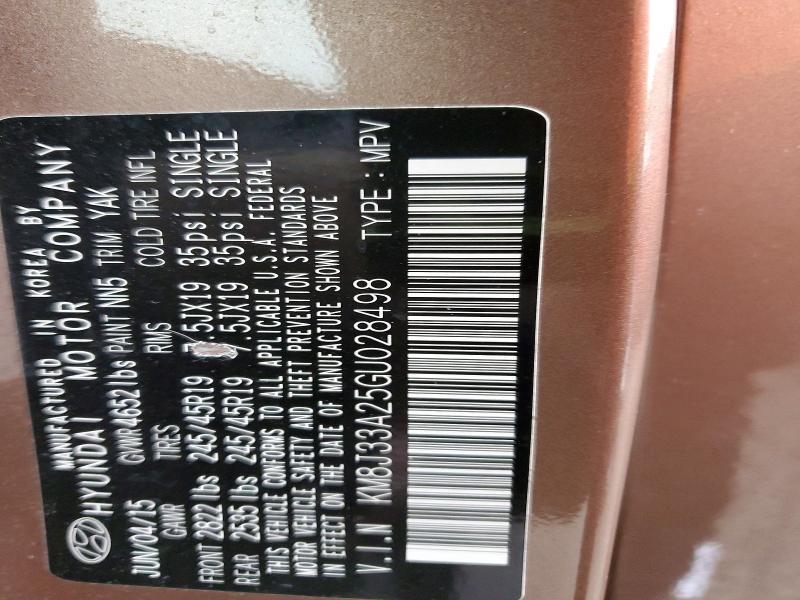 MANUFACTURED IN KOREA BY
HYUNDAI MOTOR COMPANY
JUN/04/15 GVWR 4652 lbs PAINT NN5 TRIM YAK
GAWR TIRES RIMS COLD TIRE INFL
FRONT 2822 lbs 245/45R19 7.5JX19 35psi SINGLE
REAR 2535 lbs 245/45R19 7.5JX19 35psi SINGLE
THIS VEHICLE CONFORMS TO ALL APPLICABLE U.S.A. FEDERAL
MOTOR VEHICLE SAFETY AND THEFT PREVENTION STANDARDS
IN EFFECT ON THE DATE OF MANUFACTURE SHOWN ABOVE
V.I.N KM8J33A25GU028498 TYPE : MPV